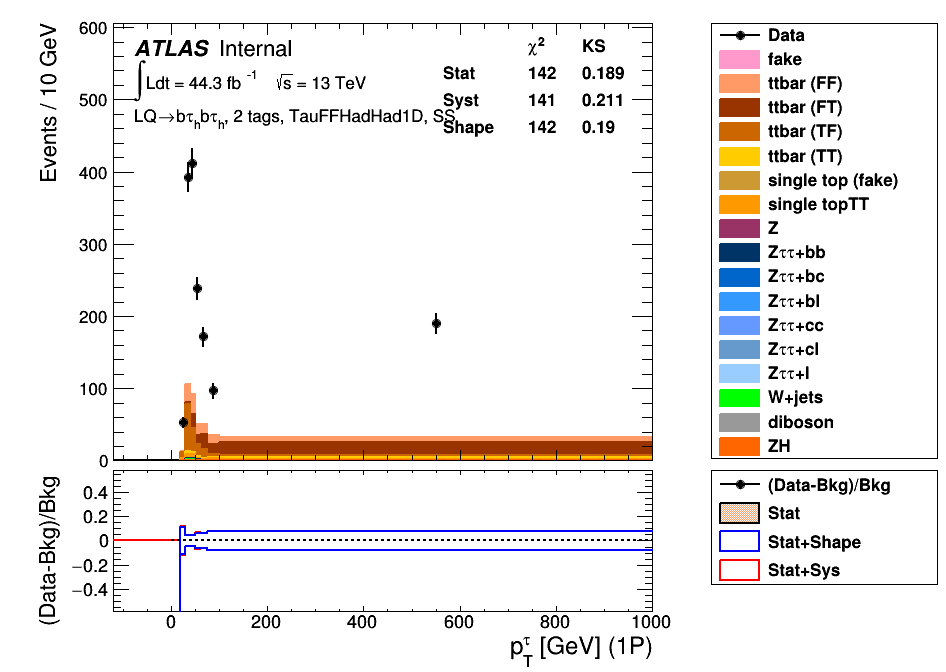 600
500
400
300
200
100
0
Events / 10 GeV
ATLAS Internal
∫Ldt = 44.3 fb⁻¹ √s = 13 TeV
LQ→bτₕbτₕ, 2 tags, TauFFHadHad1D, SS,
χ² KS
Stat 142 0.189
Syst 141 0.211
Shape 142 0.19
Data
fake
ttbar (FF)
ttbar (FT)
ttbar (TF)
ttbar (TT)
single top (fake)
single topTT
Z
Zττ+bb
Zττ+bc
Zττ+bl
Zττ+cc
Zττ+cl
Zττ+l
W+jets
diboson
ZH
0.4
0.2
0
−0.2
−0.4
(Data-Bkg)/Bkg
0 200 400 600 800 1000
p_T^τ [GeV] (1P)
(Data-Bkg)/Bkg
Stat
Stat+Shape
Stat+Sys